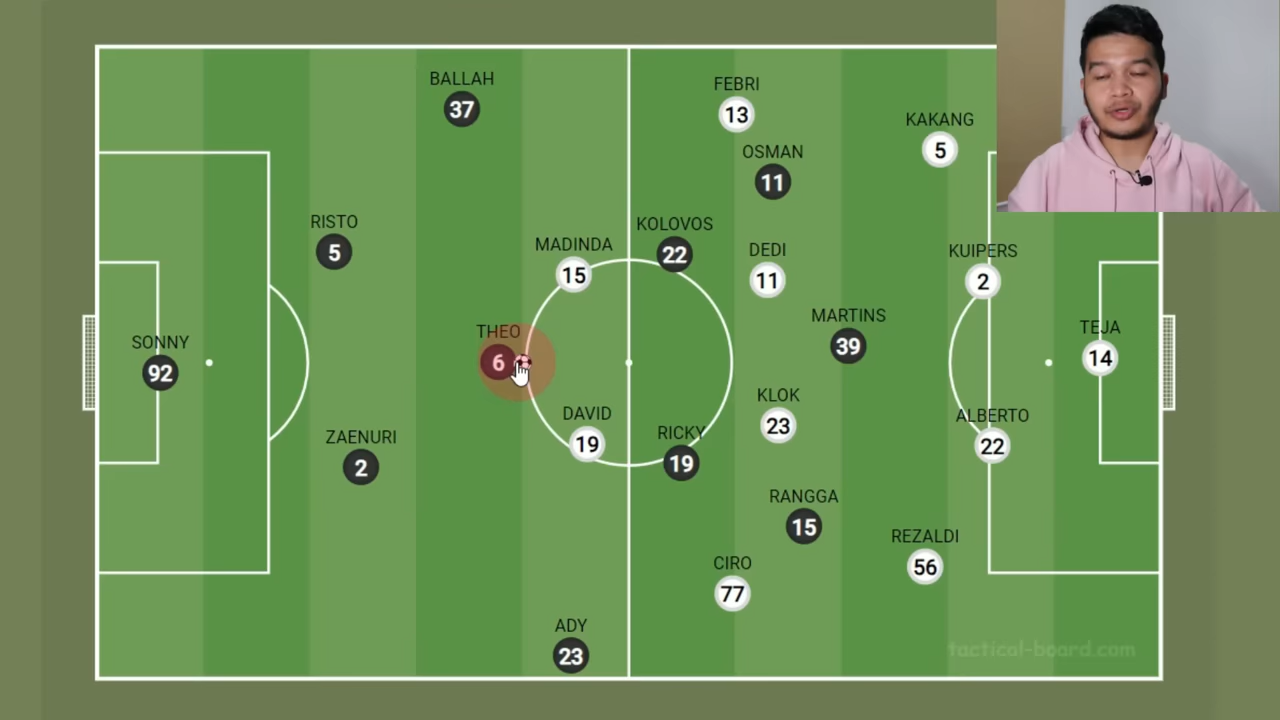 BALLAH
37
FEBRI
13
KAKANG
5
OSMAN
11
RISTO
5
KOLOVOS
22
MADINDA
15
DEDI
11
KUIPERS
2
SONNY
92
THEO
6
MARTINS
39
TEJA
14
DAVID
19
KLOK
23
ALBERTO
22
ZAENURI
2
RICKY
19
RANGGA
15
REZALDI
56
CIRO
77
ADY
23
tactical-board.com